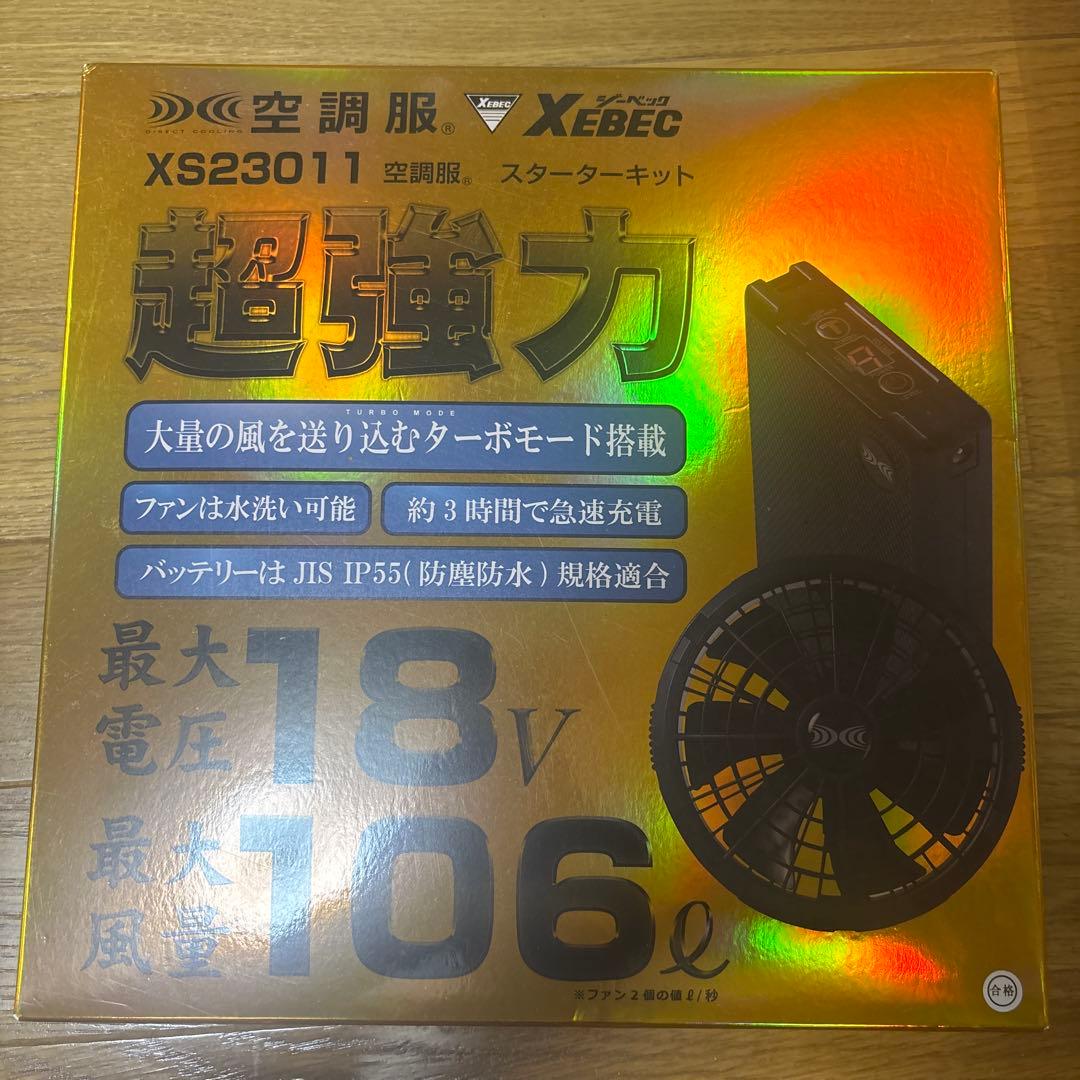 空調服® XEBEC ジーベック XEBEC
DIRECT COOLING
XS23011 空調服® スターターキット
超強力
TURBO MODE
大量の風を送り込むターボモード搭載
ファンは水洗い可能 約3時間で急速充電
バッテリーは JIS IP55(防塵防水)規格適合
最大電圧 18V
最大風量 106ℓ
※ファン2個の値ℓ/秒
合格